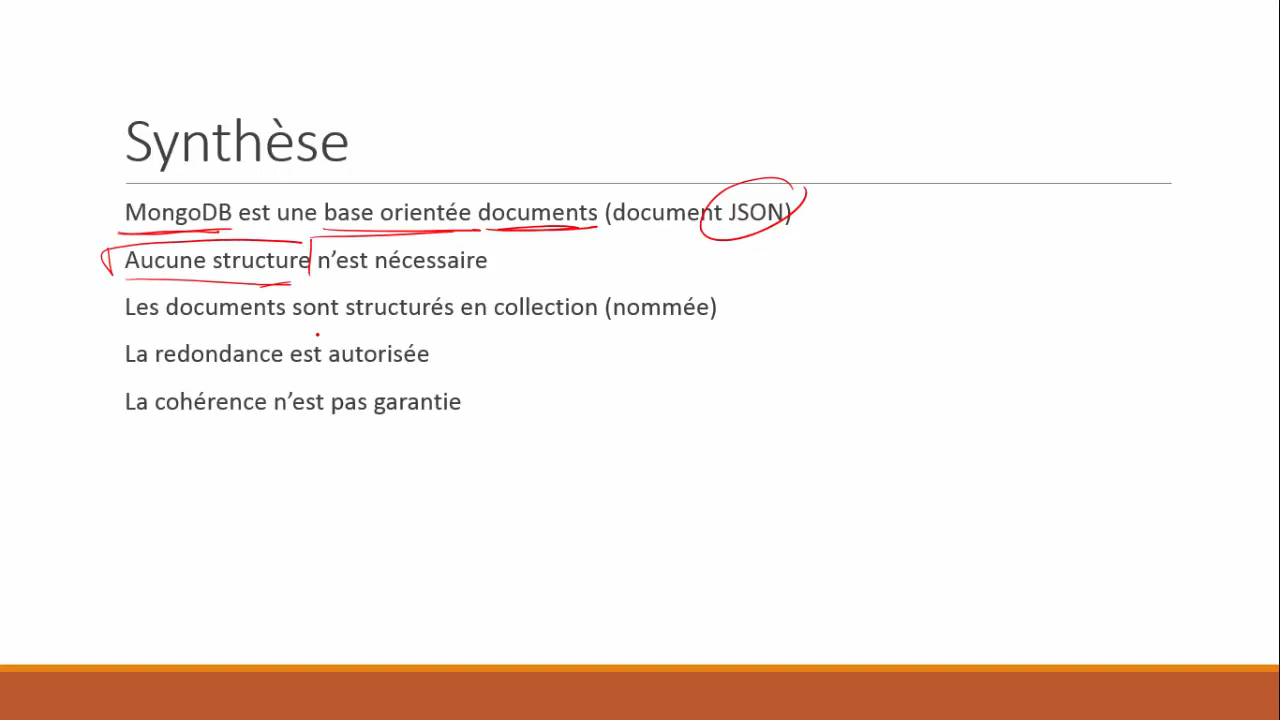 Synthèse
MongoDB est une base orientée documents (document JSON)
Aucune structure n’est nécessaire
Les documents sont structurés en collection (nommée)
La redondance est autorisée
La cohérence n’est pas garantie